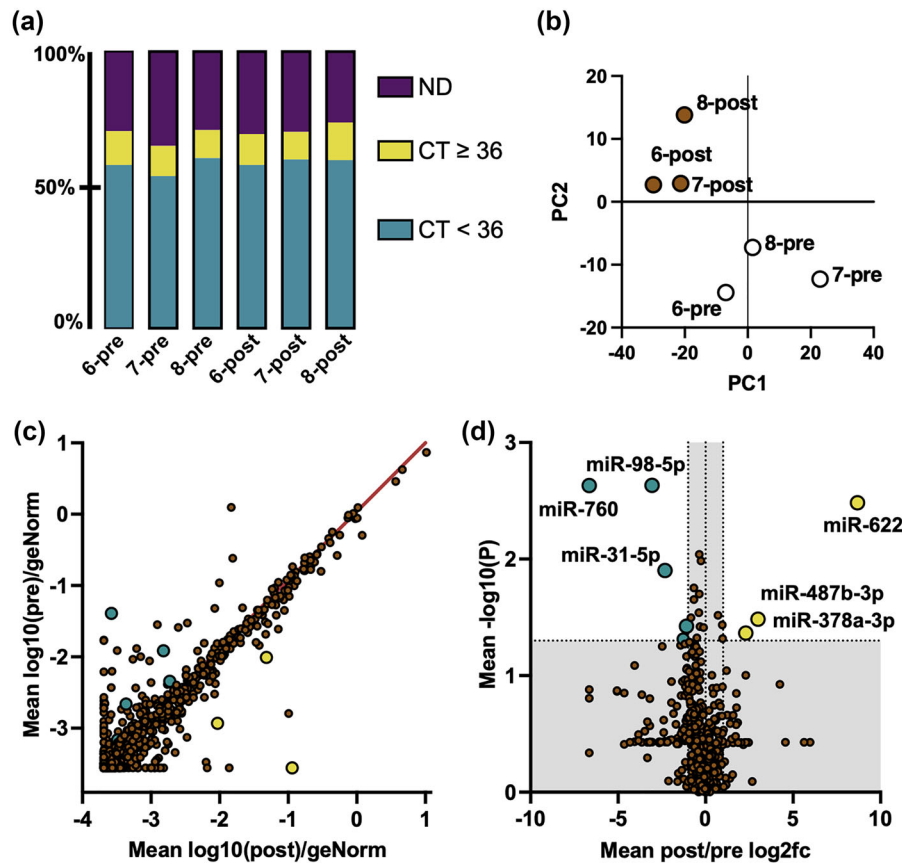 (a)
100%
50%
0%
6-pre
7-pre
8-pre
6-post
7-post
8-post
ND
CT ≥ 36
CT < 36
(b)
20
10
0
-10
-20
PC2
8-post
6-post
7-post
8-pre
7-pre
6-pre
-40 -20 0 20 40
PC1
(c)
1
0
-1
-2
-3
Mean log10(pre)/geNorm
-4 -3 -2 -1 0 1
Mean log10(post)/geNorm
(d)
3
2
1
0
Mean -log10(P)
miR-98-5p
miR-760
miR-622
miR-31-5p
miR-487b-3p
miR-378a-3p
-10 -5 0 5 10
Mean post/pre log2fc